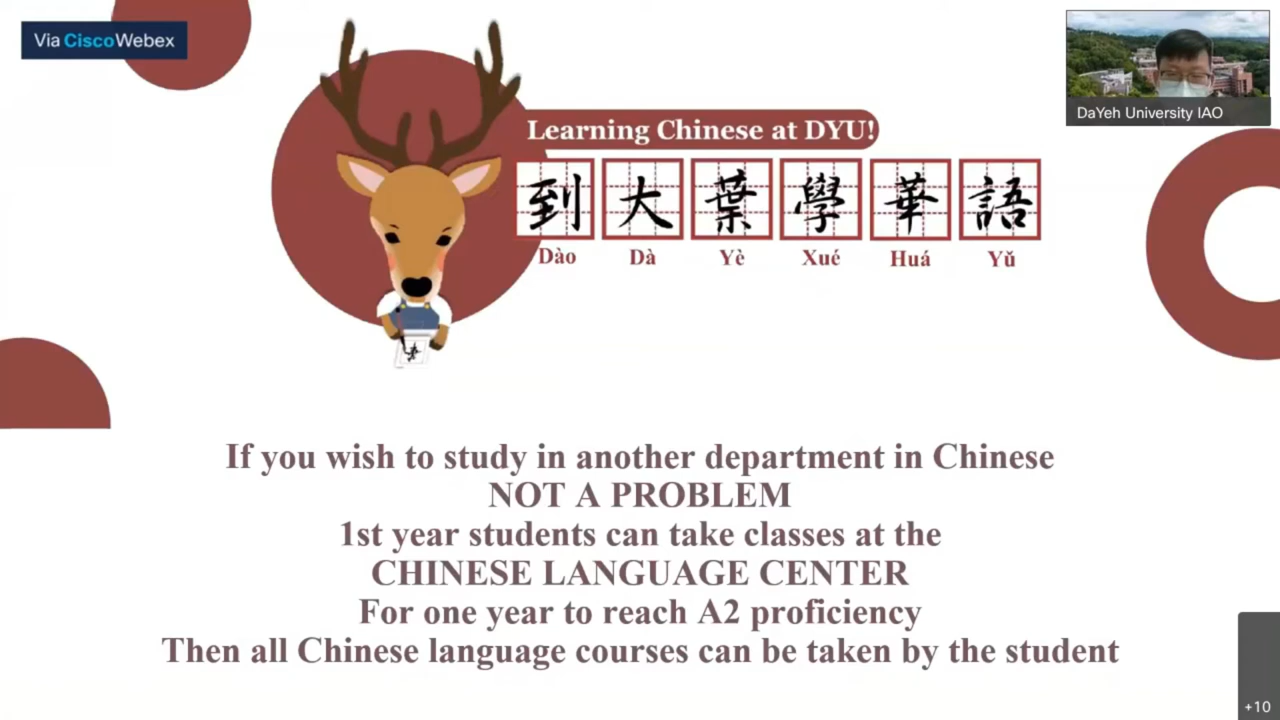 Via CiscoWebex
DaYeh University IAO
Learning Chinese at DYU!
到大葉學華語
Dào Dà Yè Xué Huá Yǔ
If you wish to study in another department in Chinese
NOT A PROBLEM
1st year students can take classes at the
CHINESE LANGUAGE CENTER
For one year to reach A2 proficiency
Then all Chinese language courses can be taken by the student
+10